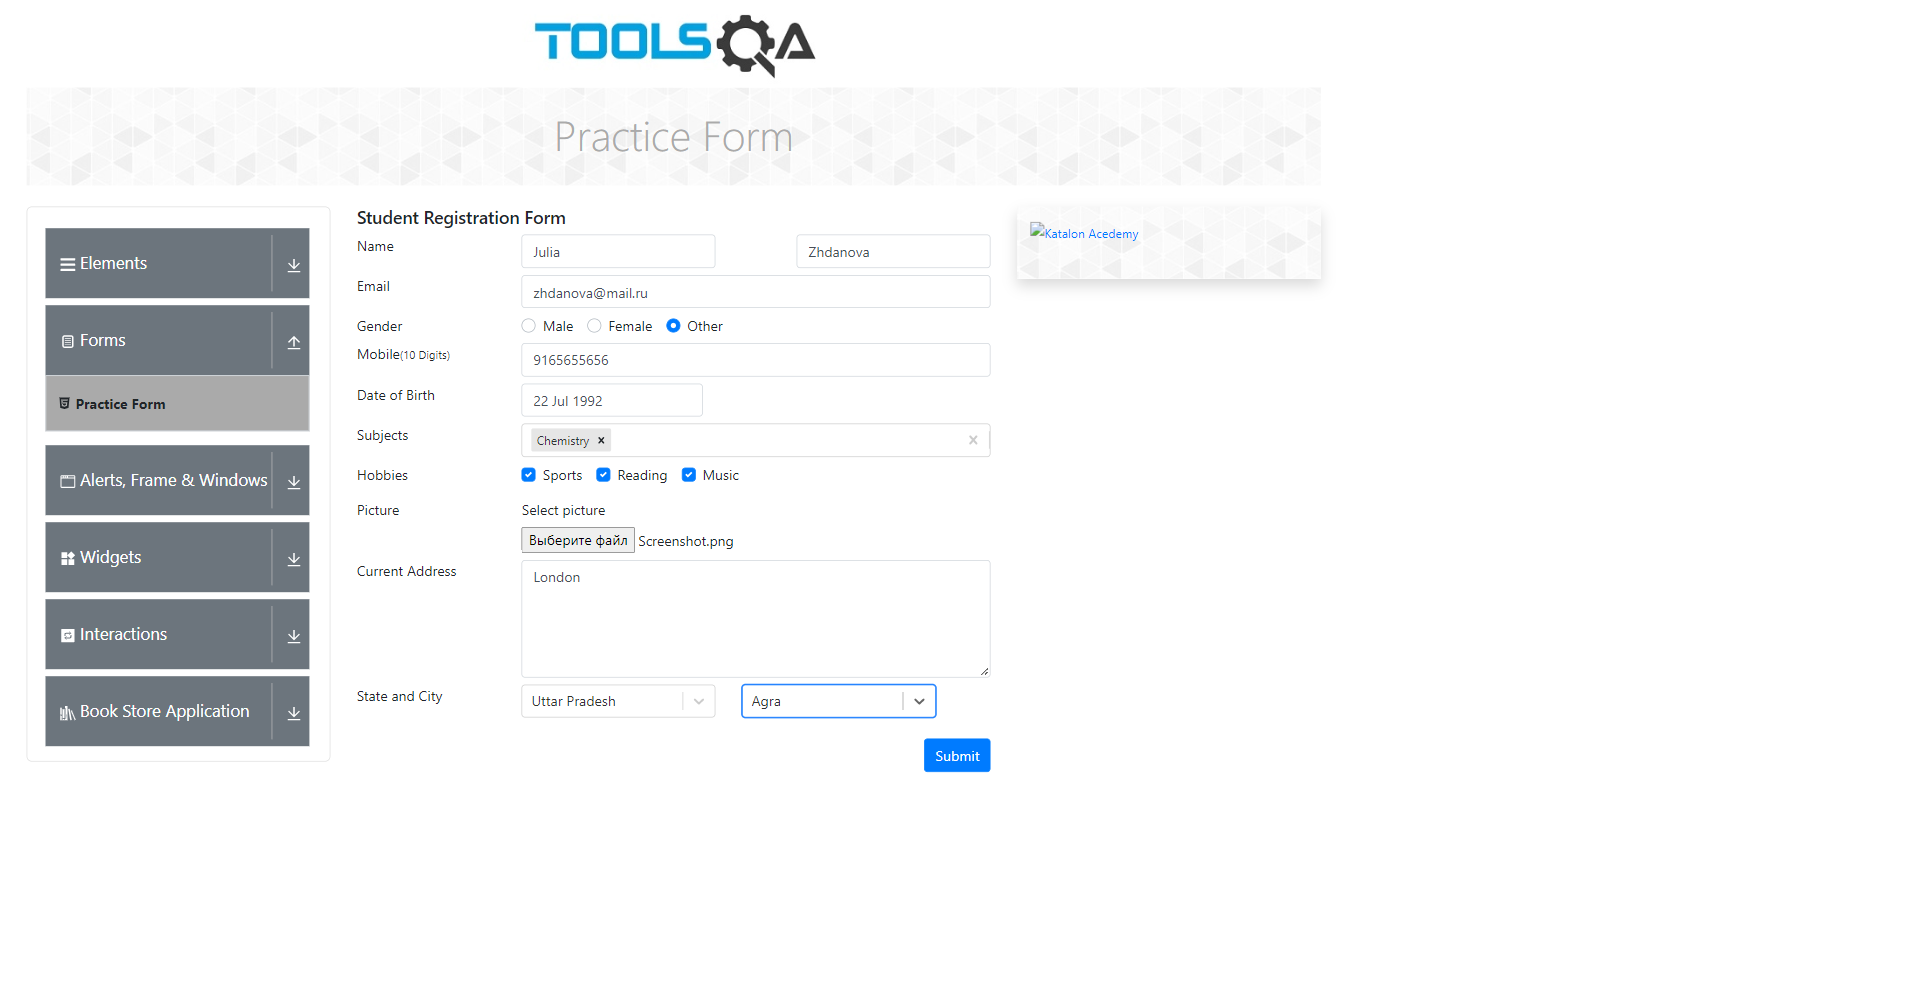 TOOLSQA
Practice Form
Elements
Forms
Practice Form
Alerts, Frame & Windows
Widgets
Interactions
Book Store Application
Student Registration Form
Name Julia Zhdanova
Email zhdanova@mail.ru
Gender Male Female Other
Mobile(10 Digits) 9165655656
Date of Birth 22 Jul 1992
Subjects Chemistry
Hobbies Sports Reading Music
Picture Select picture
Выберите файл Screenshot.png
Current Address London
State and City Uttar Pradesh Agra
Submit
Katalon Acedemy